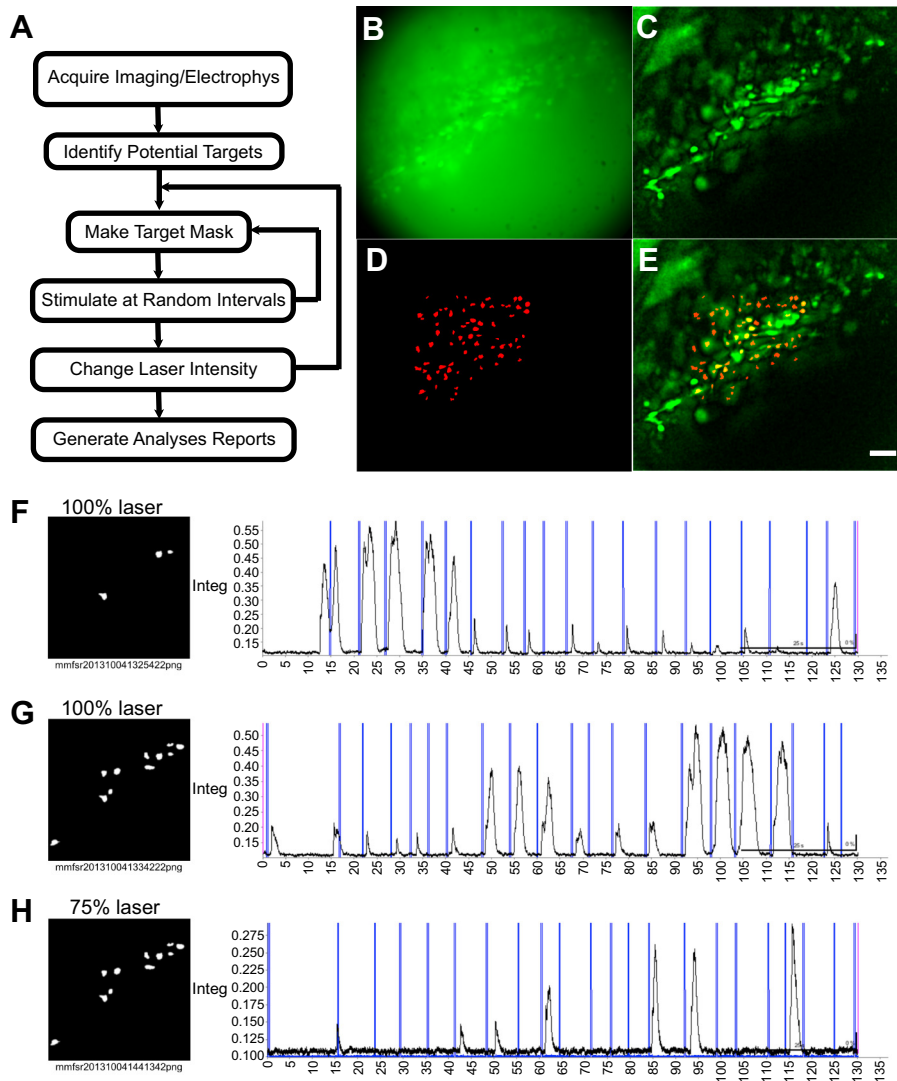 A
Acquire Imaging/Electrophys
Identify Potential Targets
Make Target Mask
Stimulate at Random Intervals
Change Laser Intensity
Generate Analyses Reports
B
C
D
E
F
100% laser
mmfsr201310041325422png
Integ
0.55
0.50
0.45
0.40
0.35
0.30
0.25
0.20
0.15
25 s
0 %
0 5 10 15 20 25 30 35 40 45 50 55 60 65 70 75 80 85 90 95 100 105 110 115 120 125 130 135
G
100% laser
mmfsr201310041334222png
Integ
0.50
0.45
0.40
0.35
0.30
0.25
0.20
0.15
25 s
0 %
0 5 10 15 20 25 30 35 40 45 50 55 60 65 70 75 80 85 90 95 100 105 110 115 120 125 130 135
H
75% laser
mmfsr201310041441342png
Integ
0.275
0.250
0.225
0.200
0.175
0.150
0.125
0.100
0 %
0 5 10 15 20 25 30 35 40 45 50 55 60 65 70 75 80 85 90 95 100 105 110 115 120 125 130 135